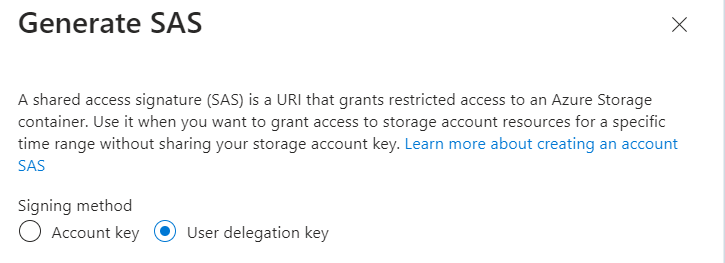 Generate SAS
A shared access signature (SAS) is a URI that grants restricted access to an Azure Storage
container. Use it when you want to grant access to storage account resources for a specific
time range without sharing your storage account key. Learn more about creating an account
SAS
Signing method
Account key User delegation key